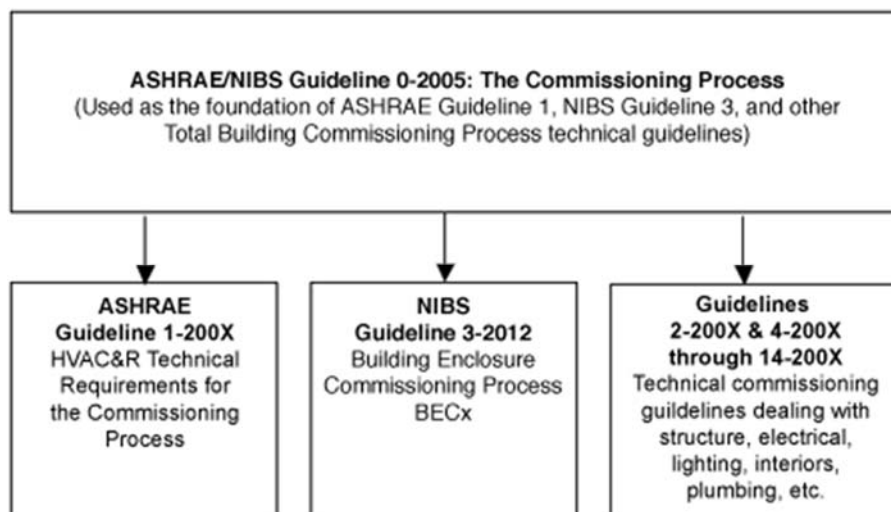 ASHRAE/NIBS Guideline 0-2005: The Commissioning Process
(Used as the foundation of ASHRAE Guideline 1, NIBS Guideline 3, and other
Total Building Commissioning Process technical guidelines)
ASHRAE
Guideline 1-200X
HVAC&R Technical
Requirements for
the Commissioning
Process
NIBS
Guideline 3-2012
Building Enclosure
Commissioning Process
BECx
Guidelines
2-200X & 4-200X
through 14-200X
Technical commissioning
guildelines dealing with
structure, electrical,
lighting, interiors,
plumbing, etc.